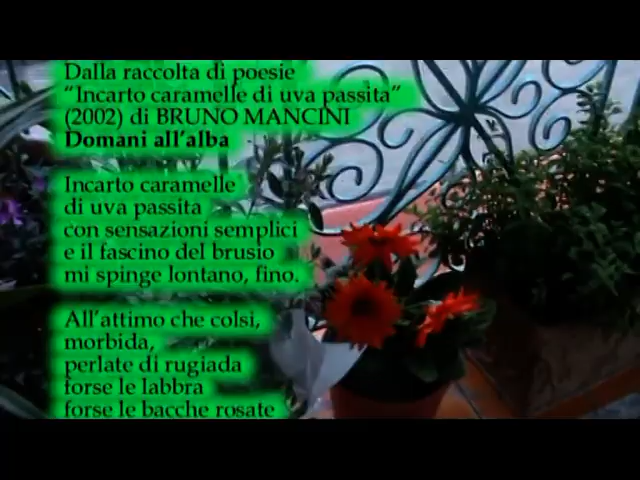 Dalla raccolta di poesie
“Incarto caramelle di uva passita”
(2002) di BRUNO MANCINI
Domani all’alba
Incarto caramelle
di uva passita
con sensazioni semplici
e il fascino del brusio
mi spinge lontano, fino.
All’attimo che colsi,
morbida,
perlate di rugiada
forse le labbra
forse le bacche rosate